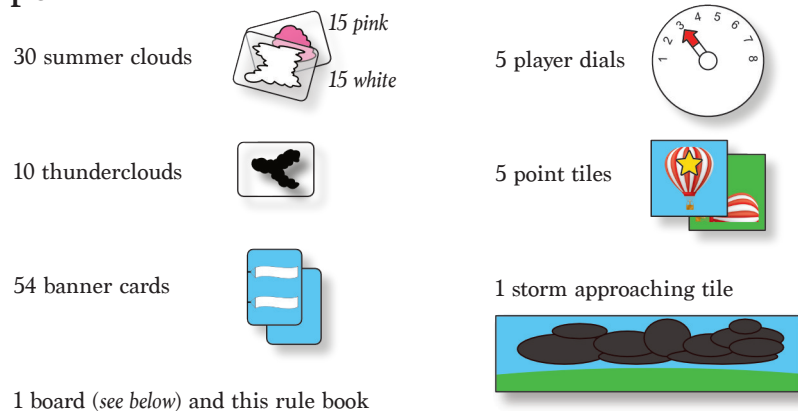 30 summer clouds
15 pink
15 white
10 thunderclouds
54 banner cards
1 board (see below) and this rule book
5 player dials
1 2 3 4 5 6 7 8
5 point tiles
1 storm approaching tile